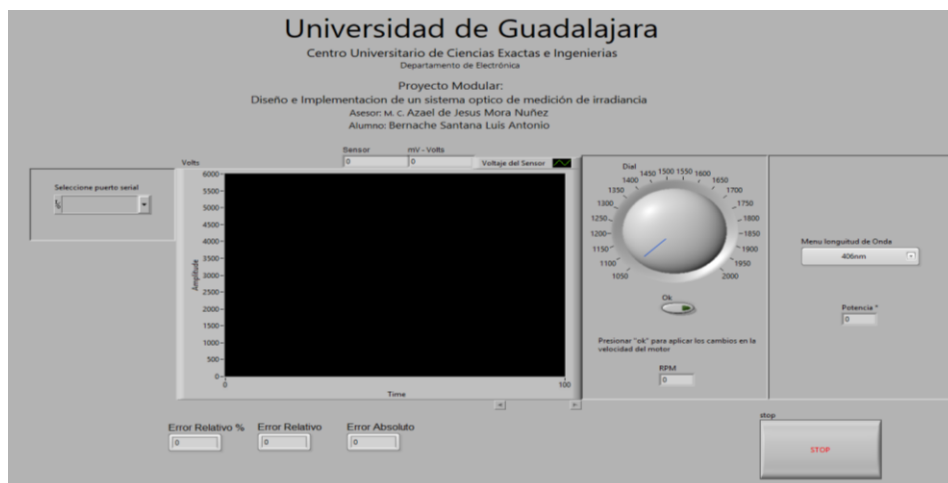 Universidad de Guadalajara
Centro Universitario de Ciencias Exactas e Ingenierias
Departamento de Electrónica
Proyecto Modular:
Diseño e Implementacion de un sistema optico de medición de irradiancia
Asesor: M. C. Azael de Jesus Mora Nuñez
Alumno: Bernache Santana Luis Antonio
Seleccione puerto serial
Volts
Sensor
0
mV - Volts
0
Voltaje del Sensor
6000
5500
5000
4500
4000
3500
3000
2500
2000
1500
1000
500
0
Amplitude
0
100
Time
Dial
1050
1100
1150
1200
1250
1300
1350
1400
1450
1500
1550
1600
1650
1700
1750
1800
1850
1900
1950
2000
Ok
Presionar "ok" para aplicar los cambios en la
velocidad del motor
RPM
0
Menu longuitud de Onda
406nm
Potencia "
0
Error Relativo %
0
Error Relativo
0
Error Absoluto
0
stop
STOP